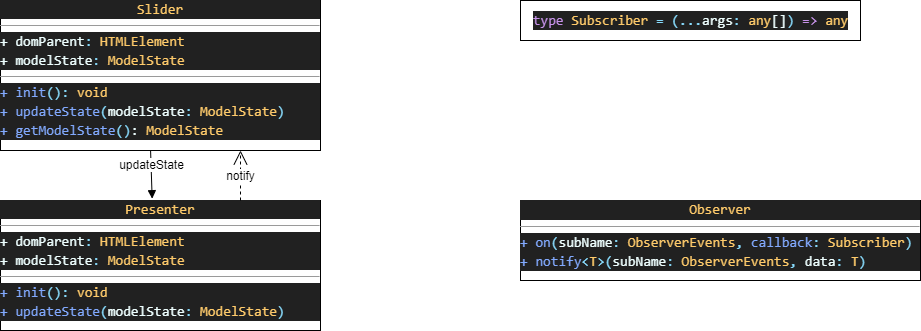 Slider
+ domParent: HTMLElement
+ modelState: ModelState
+ init(): void
+ updateState(modelState: ModelState)
+ getModelState(): ModelState
type Subscriber = (...args: any[]) => any
updateState
notify
Presenter
+ domParent: HTMLElement
+ modelState: ModelState
+ init(): void
+ updateState(modelState: ModelState)
Observer
+ on(subName: ObserverEvents, callback: Subscriber)
+ notify<T>(subName: ObserverEvents, data: T)